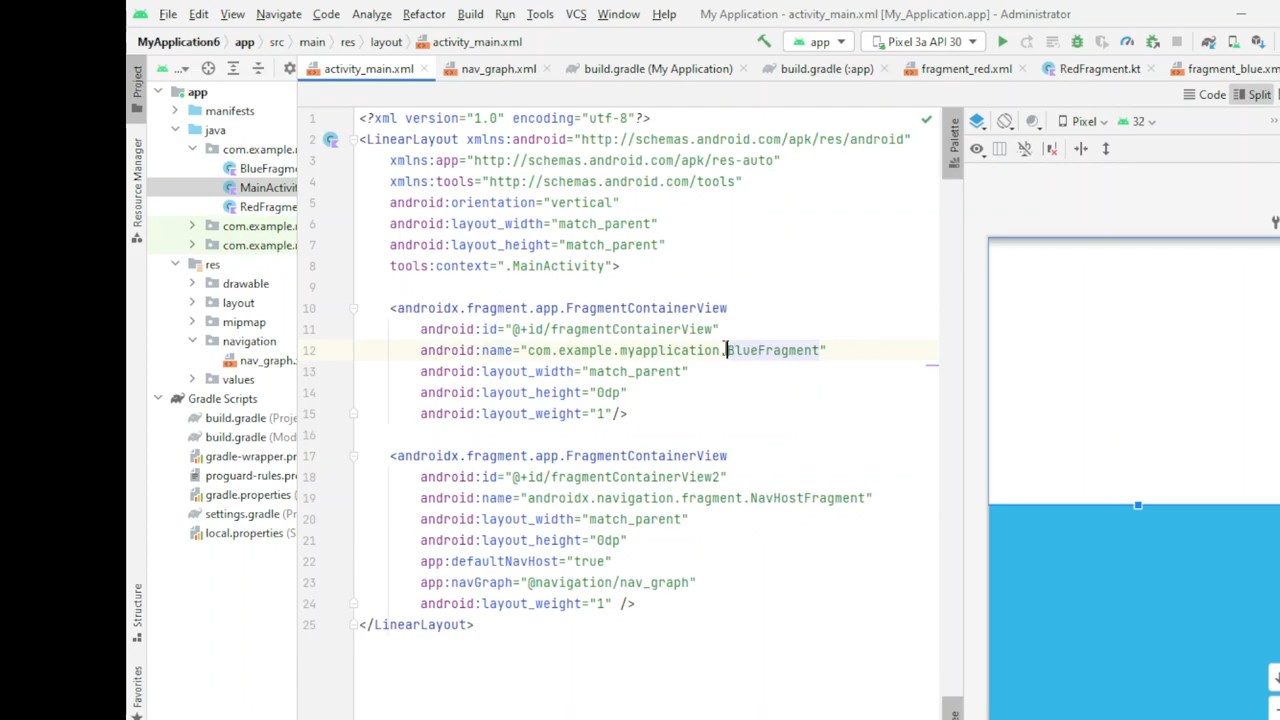 File Edit View Navigate Code Analyze Refactor Build Run Tools VCS Window Help My Application - activity_main.xml [My_Application.app] - Administrator
MyApplication6 app src main res layout activity_main.xml app Pixel 3a API 30
... activity_main.xml nav_graph.xml build.gradle (My Application) build.gradle (:app) fragment_red.xml RedFragment.kt fragment_blue.xm
Code Split
Project
Resource Manager
Structure
Favorites
app
manifests
java
com.example.
BlueFragme
MainActivit
RedFragme
com.example.
com.example.
res
drawable
layout
mipmap
navigation
nav_graph.
values
Gradle Scripts
build.gradle (Proj
build.gradle (Mod
gradle-wrapper.pr
proguard-rules.pr
gradle.properties (
settings.gradle (Pr
local.properties (S
1 <?xml version="1.0" encoding="utf-8"?>
2 <LinearLayout xmlns:android="http://schemas.android.com/apk/res/android"
3 xmlns:app="http://schemas.android.com/apk/res-auto"
4 xmlns:tools="http://schemas.android.com/tools"
5 android:orientation="vertical"
6 android:layout_width="match_parent"
7 android:layout_height="match_parent"
8 tools:context=".MainActivity">
9
10 <androidx.fragment.app.FragmentContainerView
11 android:id="@+id/fragmentContainerView"
12 android:name="com.example.myapplication.BlueFragment"
13 android:layout_width="match_parent"
14 android:layout_height="0dp"
15 android:layout_weight="1"/>
16
17 <androidx.fragment.app.FragmentContainerView
18 android:id="@+id/fragmentContainerView2"
19 android:name="androidx.navigation.fragment.NavHostFragment"
20 android:layout_width="match_parent"
21 android:layout_height="0dp"
22 app:defaultNavHost="true"
23 app:navGraph="@navigation/nav_graph"
24 android:layout_weight="1" />
25 </LinearLayout>
Palette
Pixel 32